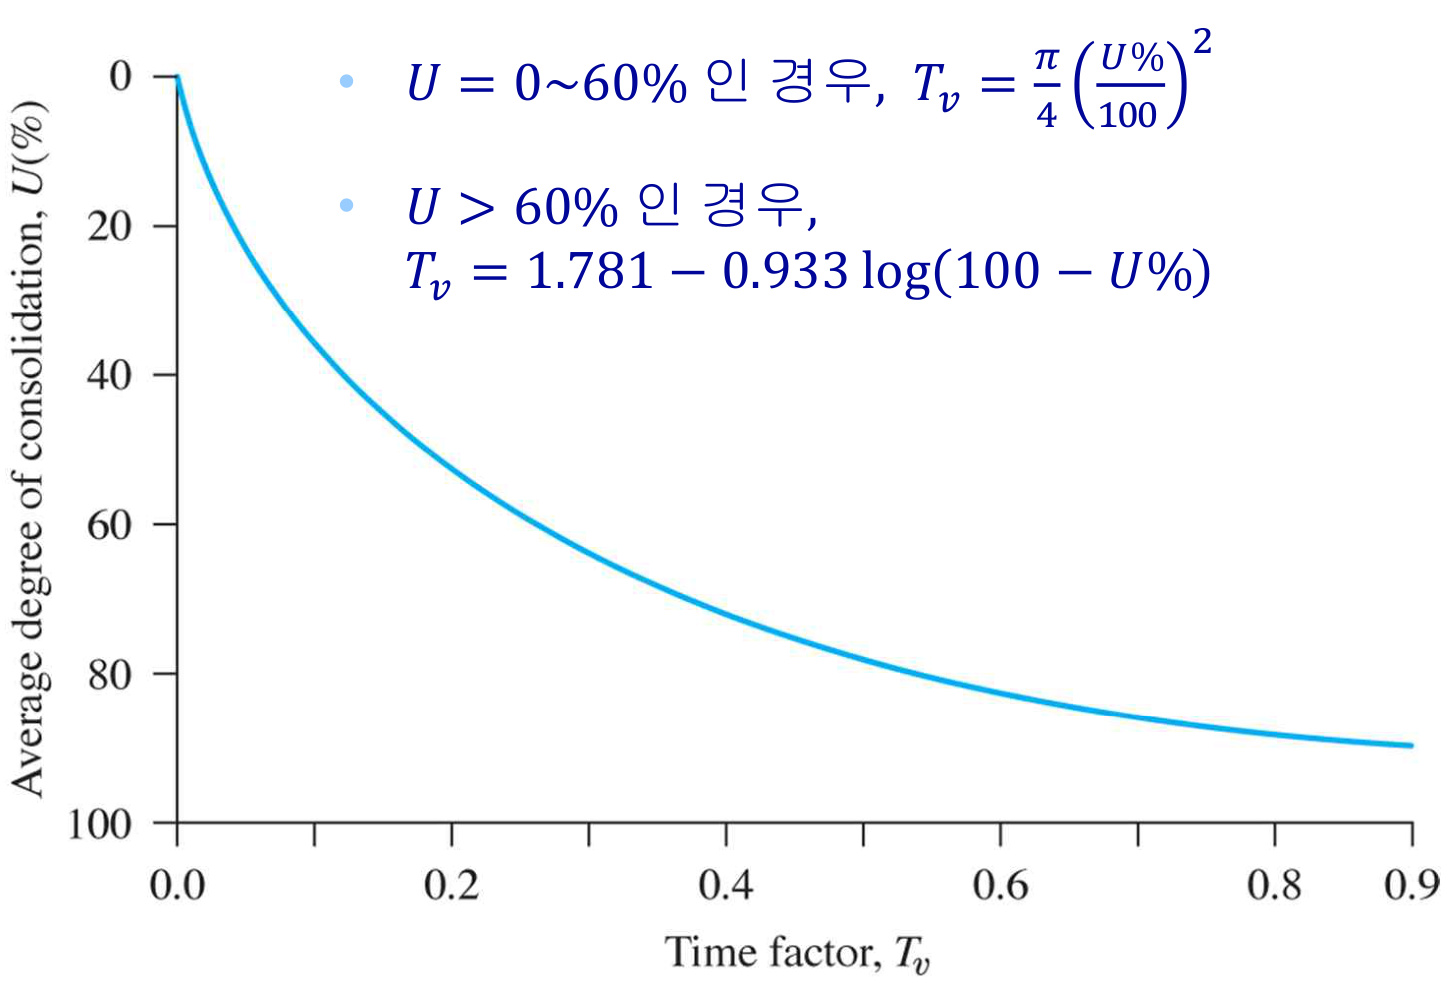 • U = 0~60% 인 경우, T_v = π/4 (U%/100)^2
• U > 60% 인 경우,
T_v = 1.781 − 0.933 log(100 − U%)
Average degree of consolidation, U(%)
0
20
40
60
80
100
0.0 0.2 0.4 0.6 0.8 0.9
Time factor, T_v